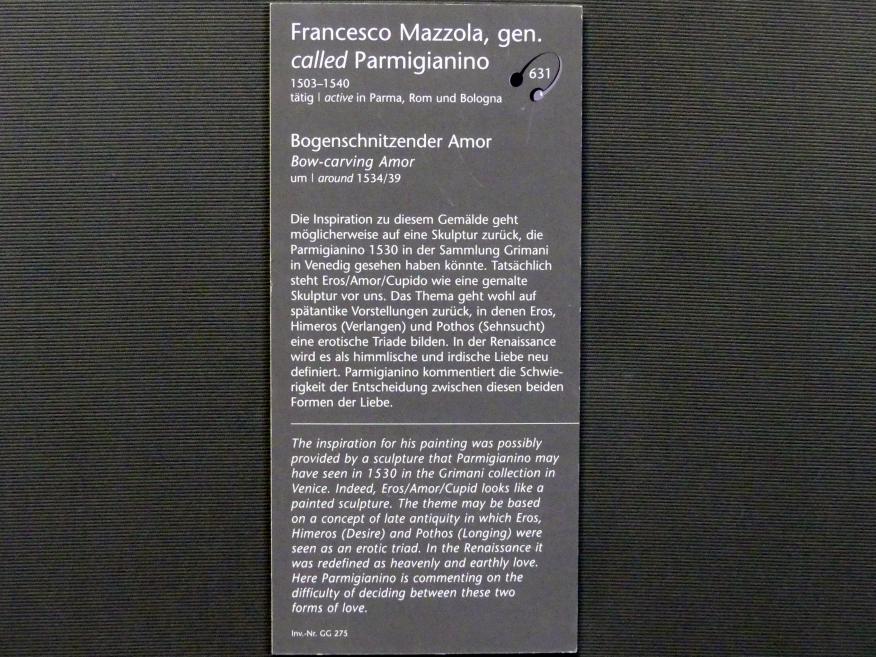 Francesco Mazzola, gen.
called Parmigianino
631
1503–1540
tätig | active in Parma, Rom und Bologna
Bogenschnitzender Amor
Bow-carving Amor
um | around 1534/39
Die Inspiration zu diesem Gemälde geht
möglicherweise auf eine Skulptur zurück, die
Parmigianino 1530 in der Sammlung Grimani
in Venedig gesehen haben könnte. Tatsächlich
steht Eros/Amor/Cupido wie eine gemalte
Skulptur vor uns. Das Thema geht wohl auf
spätantike Vorstellungen zurück, in denen Eros,
Himeros (Verlangen) und Pothos (Sehnsucht)
eine erotische Triade bilden. In der Renaissance
wird es als himmlische und irdische Liebe neu
definiert. Parmigianino kommentiert die Schwie-
rigkeit der Entscheidung zwischen diesen beiden
Formen der Liebe.
The inspiration for his painting was possibly
provided by a sculpture that Parmigianino may
have seen in 1530 in the Grimani collection in
Venice. Indeed, Eros/Amor/Cupid looks like a
painted sculpture. The theme may be based
on a concept of late antiquity in which Eros,
Himeros (Desire) and Pothos (Longing) were
seen as an erotic triad. In the Renaissance it
was redefined as heavenly and earthly love.
Here Parmigianino is commenting on the
difficulty of deciding between these two
forms of love.
Inv.-Nr. GG 275